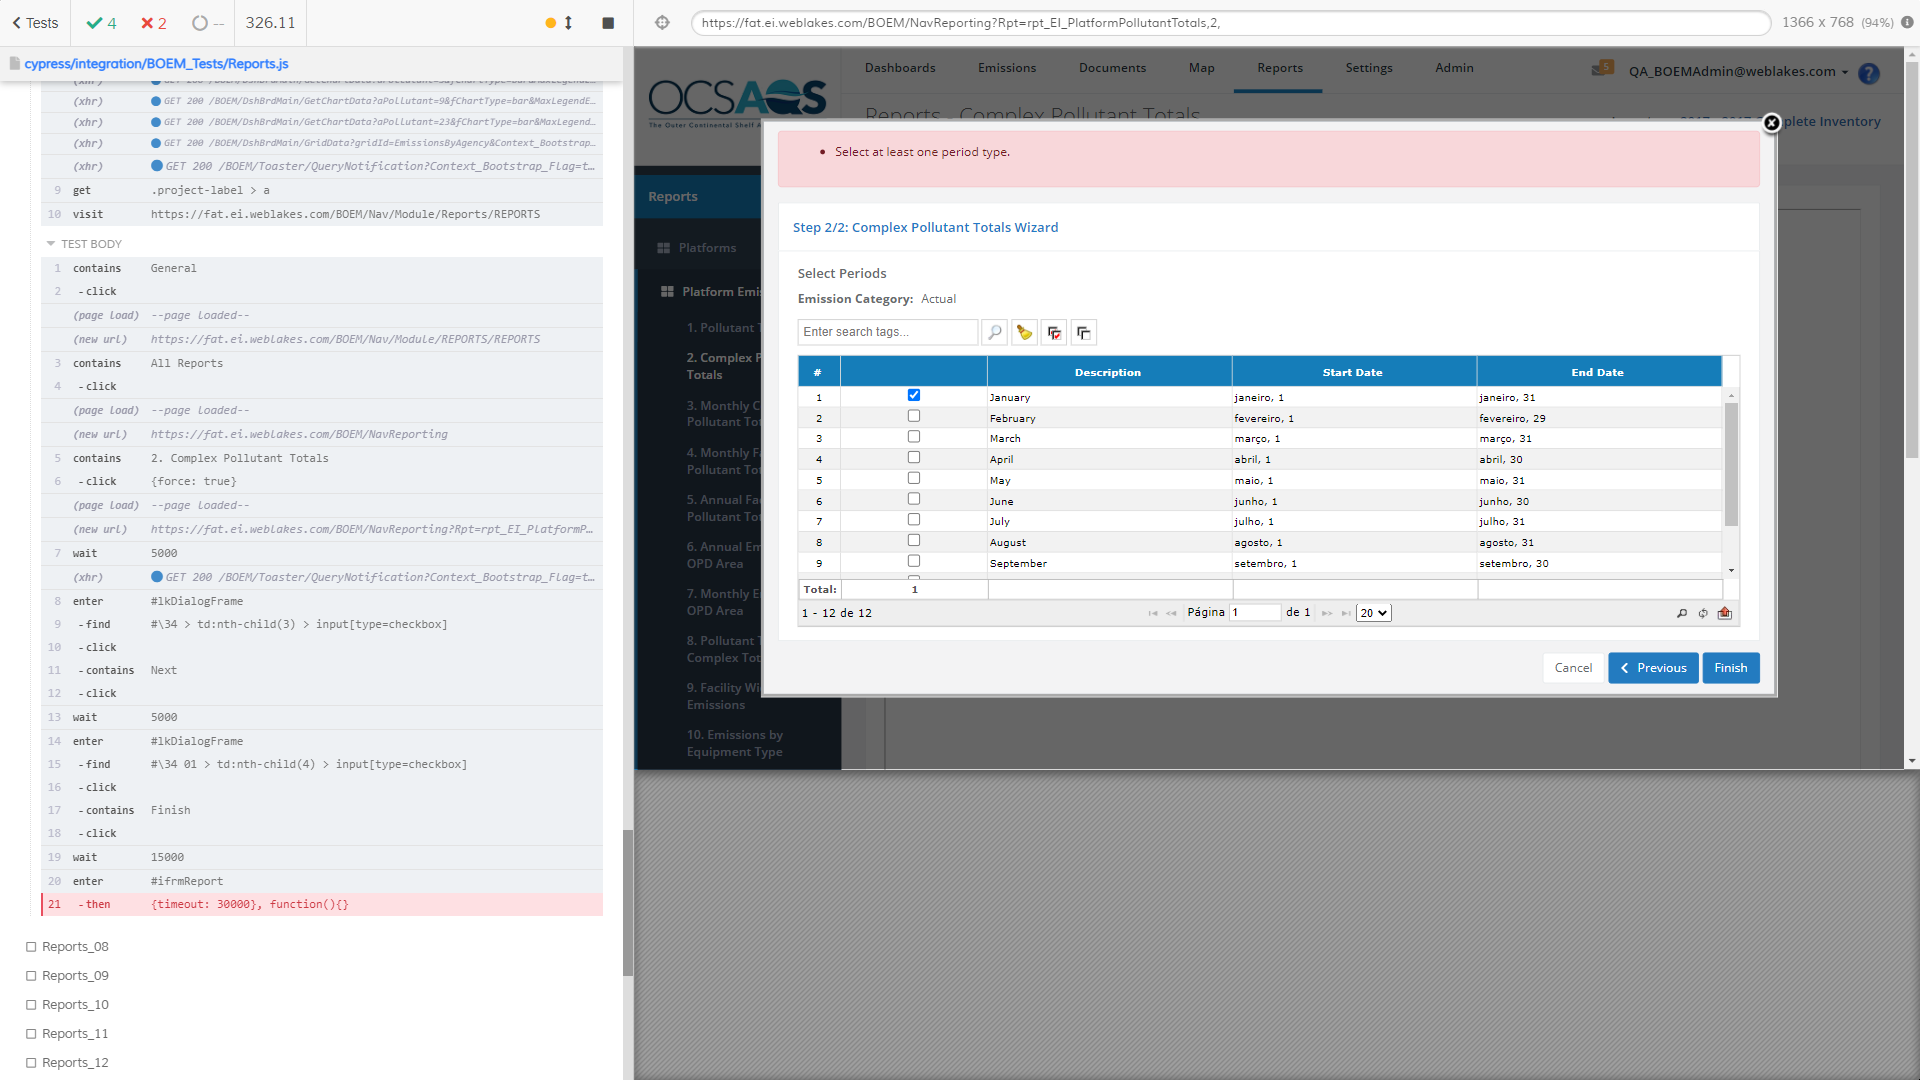 Tests
4
2
--
326.11
https://fat.ei.weblakes.com/BOEM/NavReporting?Rpt=rpt_EI_PlatformPollutantTotals,2,
1366 x 768 (94%)
cypress/integration/BOEM_Tests/Reports.js
(xhr) GET 200 /BOEM/DshBrdMain/GetChartData?aPollutant=9&fChartType=bar&MaxLegendE…
(xhr) GET 200 /BOEM/DshBrdMain/GetChartData?aPollutant=23&fChartType=bar&MaxLegend…
(xhr) GET 200 /BOEM/DshBrdMain/GridData?gridId=EmissionsByAgency&Context_Bootstrap…
(xhr) GET 200 /BOEM/Toaster/QueryNotification?Context_Bootstrap_Flag=t…
9 get .project-label > a
10 visit https://fat.ei.weblakes.com/BOEM/Nav/Module/Reports/REPORTS
TEST BODY
1 contains General
2 -click
(page load) --page loaded--
(new url) https://fat.ei.weblakes.com/BOEM/Nav/Module/REPORTS/REPORTS
3 contains All Reports
4 -click
(page load) --page loaded--
(new url) https://fat.ei.weblakes.com/BOEM/NavReporting
5 contains 2. Complex Pollutant Totals
6 -click {force: true}
(page load) --page loaded--
(new url) https://fat.ei.weblakes.com/BOEM/NavReporting?Rpt=rpt_EI_PlatformP…
7 wait 5000
(xhr) GET 200 /BOEM/Toaster/QueryNotification?Context_Bootstrap_Flag=t…
8 enter #lkDialogFrame
9 -find #\34 > td:nth-child(3) > input[type=checkbox]
10 -click
11 -contains Next
12 -click
13 wait 5000
14 enter #lkDialogFrame
15 -find #\34 01 > td:nth-child(4) > input[type=checkbox]
16 -click
17 -contains Finish
18 -click
19 wait 15000
20 enter #ifrmReport
21 -then {timeout: 30000}, function(){}
Reports_08
Reports_09
Reports_10
Reports_11
Reports_12
OCSAQS
The Outer Continental Shelf A
Dashboards
Emissions
Documents
Map
Reports
Settings
Admin
5
QA_BOEMAdmin@weblakes.com
?
Reports - Complex Pollutant Totals
plete Inventory
Reports
Platforms
Platform Emi
1. Pollutant T
2. Complex P
Totals
3. Monthly C
Pollutant To
4. Monthly F
Pollutant To
5. Annual Fac
Pollutant To
6. Annual Em
OPD Area
7. Monthly E
OPD Area
8. Pollutant T
Complex Tot
9. Facility Wi
Emissions
10. Emissions by
Equipment Type
Select at least one period type.
Step 2/2: Complex Pollutant Totals Wizard
Select Periods
Emission Category: Actual
Enter search tags...
# Description Start Date End Date
1 January janeiro, 1 janeiro, 31
2 February fevereiro, 1 fevereiro, 29
3 March março, 1 março, 31
4 April abril, 1 abril, 30
5 May maio, 1 maio, 31
6 June junho, 1 junho, 30
7 July julho, 1 julho, 31
8 August agosto, 1 agosto, 31
9 September setembro, 1 setembro, 30
Total: 1
1 - 12 de 12
Página 1 de 1
20
Cancel
Previous
Finish